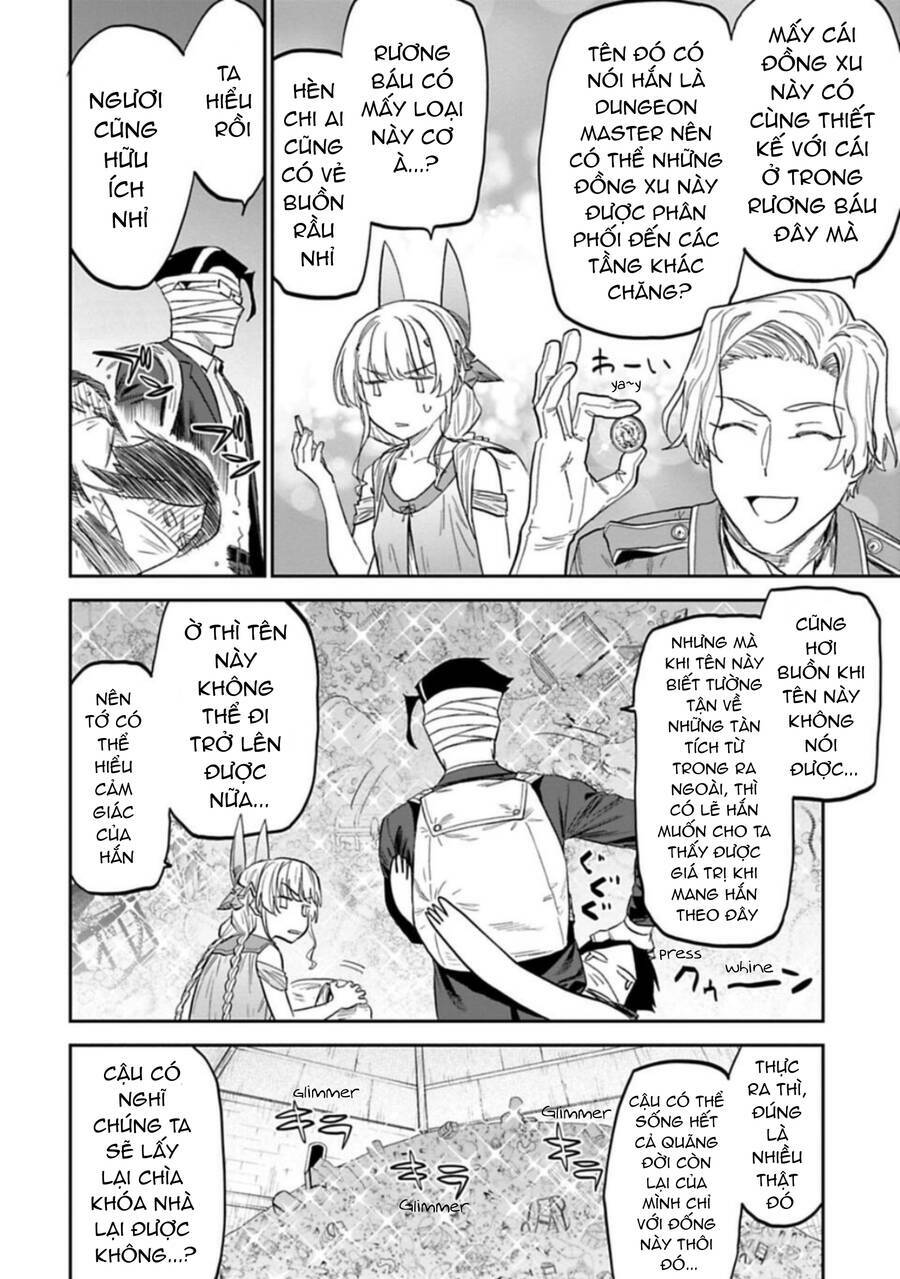 MẤY CÁI
ĐỒNG XU
NÀY CÓ
CÙNG THIẾT
KẾ VỚI CÁI
Ở TRONG
RƯƠNG BÁU
ĐÂY MÀ
TÊN ĐÓ CÓ
NÓI HẮN LÀ
DUNGEON
MASTER NÊN
CÓ THỂ NHỮNG
ĐỒNG XU NÀY
ĐƯỢC PHÂN
PHỐI ĐẾN CÁC
TẦNG KHÁC
CHĂNG?
わーい
ya~y
RƯƠNG
BÁU CÓ
MẤY LOẠI
NÀY CƠ
À...?
HÈN
CHI AI
CŨNG
CÓ VẺ
BUỒN
RẦU
NHỈ
TA
HIỂU
RỒI
NGƯƠI
CŨNG
HỮU
ÍCH
NHỈ
CŨNG
HƠI
BUỒN KHI
TÊN NÀY
KHÔNG
NÓI
ĐƯỢC...
NHƯNG MÀ
KHI TÊN NÀY
BIẾT TƯỜNG
TẬN VỀ
NHỮNG TÀN
TÍCH TỪ
TRONG RA
NGOÀI, THÌ
CÓ LẼ HẮN
MUỐN CHO TA
THẤY ĐƯỢC
GIÁ TRỊ KHI
MANG HẮN
THEO ĐÂY
ぐぐぐ
press
クゥーン
whine
Ờ THÌ TÊN
NÀY
KHÔNG
THỂ ĐI
TRỞ LÊN
ĐƯỢC
NỮA...
NÊN
TỚ CÓ
THỂ
HIỂU
CẢM
GIÁC
CỦA
HẮN
THỰC
RA THÌ,
ĐÚNG
LÀ
NHIỀU
THẬT
ĐÓ
CẬU CÓ THỂ
SỐNG HẾT
CẢ QUÃNG
ĐỜI CÒN
LẠI CỦA
MÌNH CHỈ
VỚI ĐỐNG
NÀY THÔI
ĐÓ...
Glimmer
Glimmer
Glimmer
CẬU CÓ
NGHĨ
CHÚNG TA
SẼ LẤY
LẠI CHÌA
KHÓA NHÀ
LẠI ĐƯỢC
KHÔNG...?